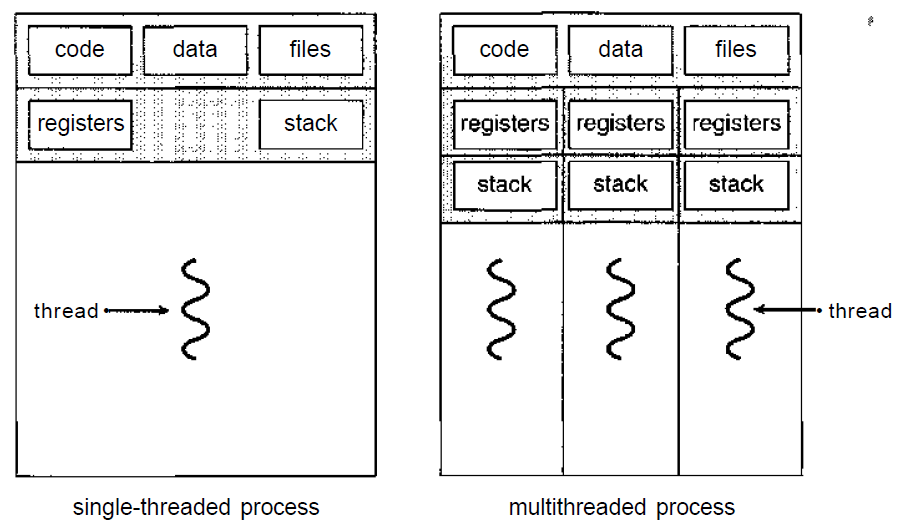 code data files
registers stack
thread
single-threaded process
code data files
registers registers registers
stack stack stack
thread
multithreaded process